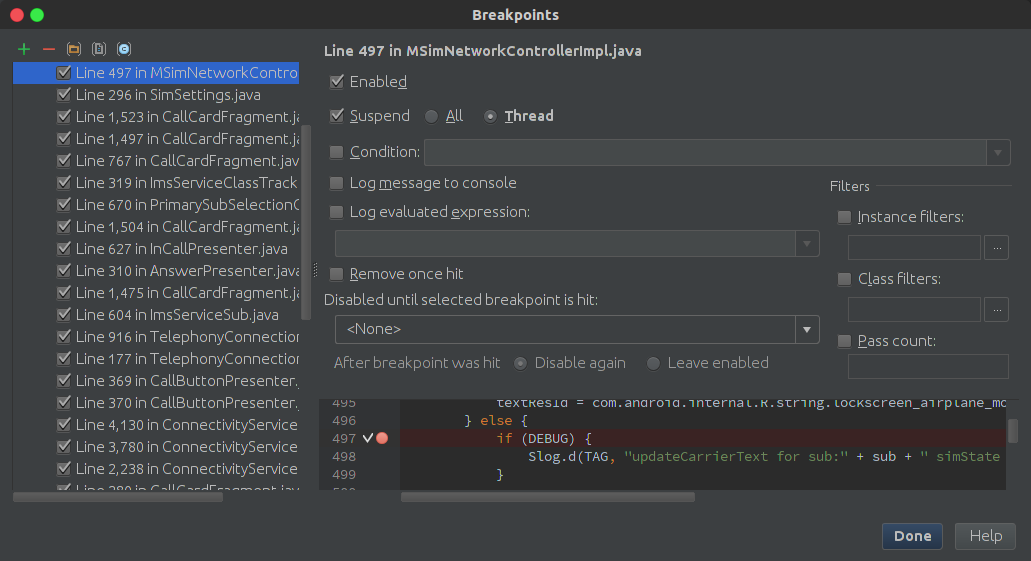 Breakpoints
Line 497 in MSimNetworkContro
Line 296 in SimSettings.java
Line 1,523 in CallCardFragment.ja
Line 1,497 in CallCardFragment.ja
Line 767 in CallCardFragment.jav
Line 319 in ImsServiceClassTrack
Line 670 in PrimarySubSelectionC
Line 1,504 in CallCardFragment.ja
Line 627 in InCallPresenter.java
Line 310 in AnswerPresenter.java
Line 1,475 in CallCardFragment.ja
Line 604 in ImsServiceSub.java
Line 916 in TelephonyConnection
Line 177 in TelephonyConnection
Line 369 in CallButtonPresenter.
Line 370 in CallButtonPresenter.
Line 4,130 in ConnectivityService
Line 3,780 in ConnectivityService
Line 2,238 in ConnectivityService
Line 497 in MSimNetworkControllerImpl.java
Enabled
Suspend All Thread
Condition:
Log message to console
Log evaluated expression:
Remove once hit
Disabled until selected breakpoint is hit:
<None>
After breakpoint was hit Disable again Leave enabled
Filters
Instance filters:
...
Class filters:
...
Pass count:
495 textResId = com.android.internal.R.string.lockscreen_airplane_mo
496 } else {
497 if (DEBUG) {
498 Slog.d(TAG, "updateCarrierText for sub:" + sub + " simState
499 }
Done Help